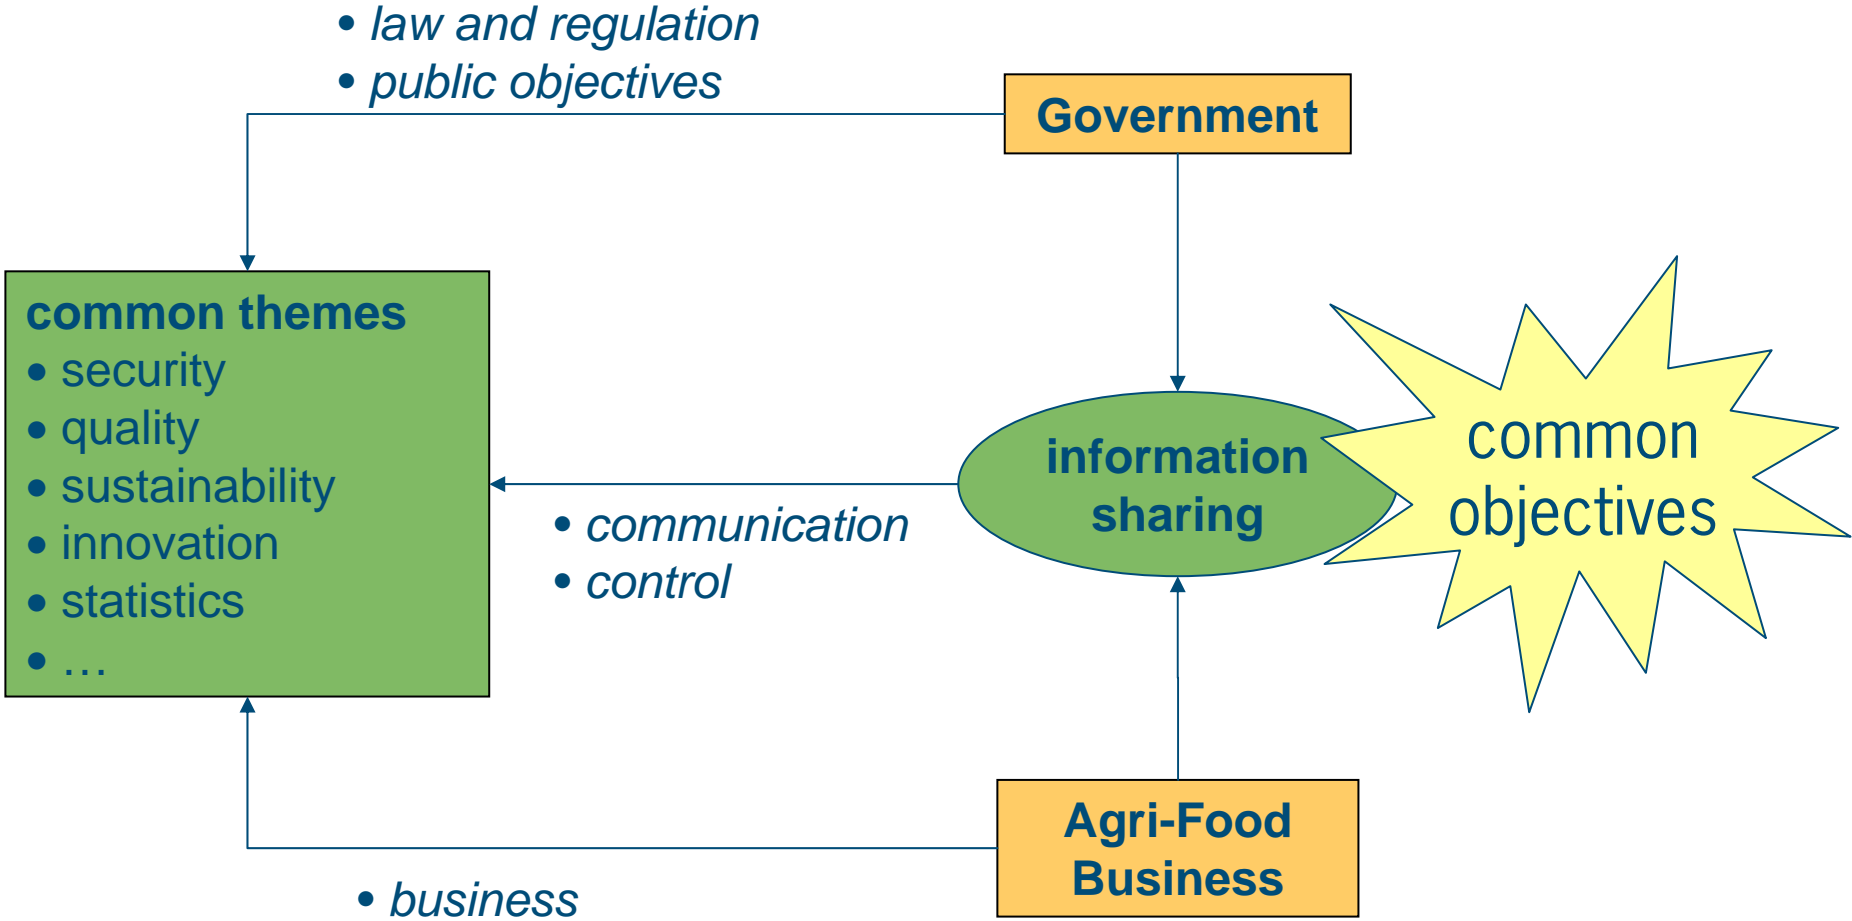 • law and regulation
• public objectives
Government
common themes
• security
• quality
• sustainability
• innovation
• statistics
• …
information
sharing
common
objectives
• communication
• control
Agri-Food
Business
• business